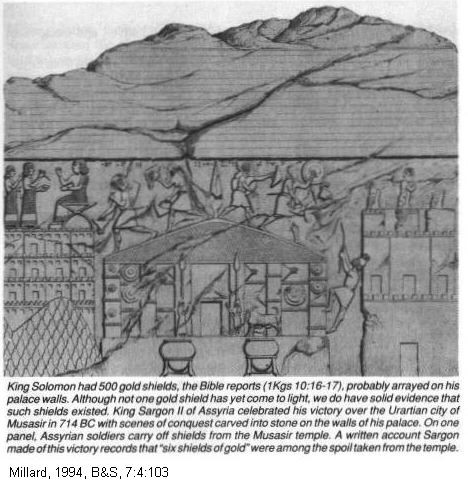 King Solomon had 500 gold shields, the Bible reports (1Kgs 10:16-17), probably arrayed on his
palace walls. Although not one gold shield has yet come to light, we do have solid evidence that
such shields existed. King Sargon II of Assyria celebrated his victory over the Urartian city of
Musasir in 714 BC with scenes of conquest carved into stone on the walls of his palace. On one
panel, Assyrian soldiers carry off shields from the Musasir temple. A written account Sargon
made of this victory records that "six shields of gold" were among the spoil taken from the temple.
Millard, 1994, B&S, 7:4:103